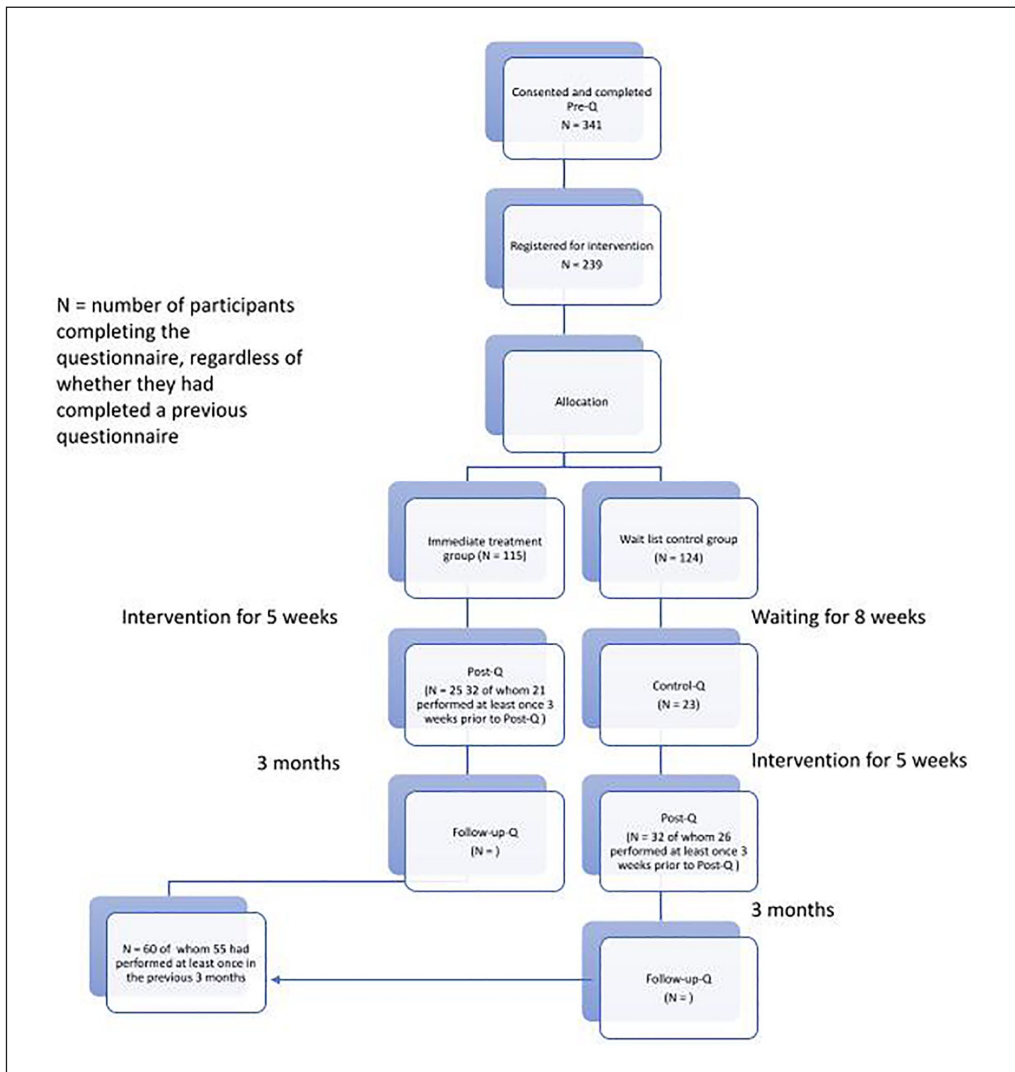 Consented and completed
Pre-Q
N = 341
Registered for intervention
N = 239
N = number of participants
completing the
questionnaire, regardless of
whether they had
completed a previous
questionnaire
Allocation
Immediate treatment
group (N = 115)
Wait list control group
(N = 124)
Intervention for 5 weeks
Waiting for 8 weeks
Post-Q
(N = 25 32 of whom 21
performed at least once 3
weeks prior to Post-Q )
Control-Q
(N = 23)
3 months
Intervention for 5 weeks
Follow-up-Q
(N = )
Post-Q
(N = 32 of whom 26
performed at least once 3
weeks prior to Post-Q )
3 months
N = 60 of whom 55 had
performed at least once in
the previous 3 months
Follow-up-Q
(N = )